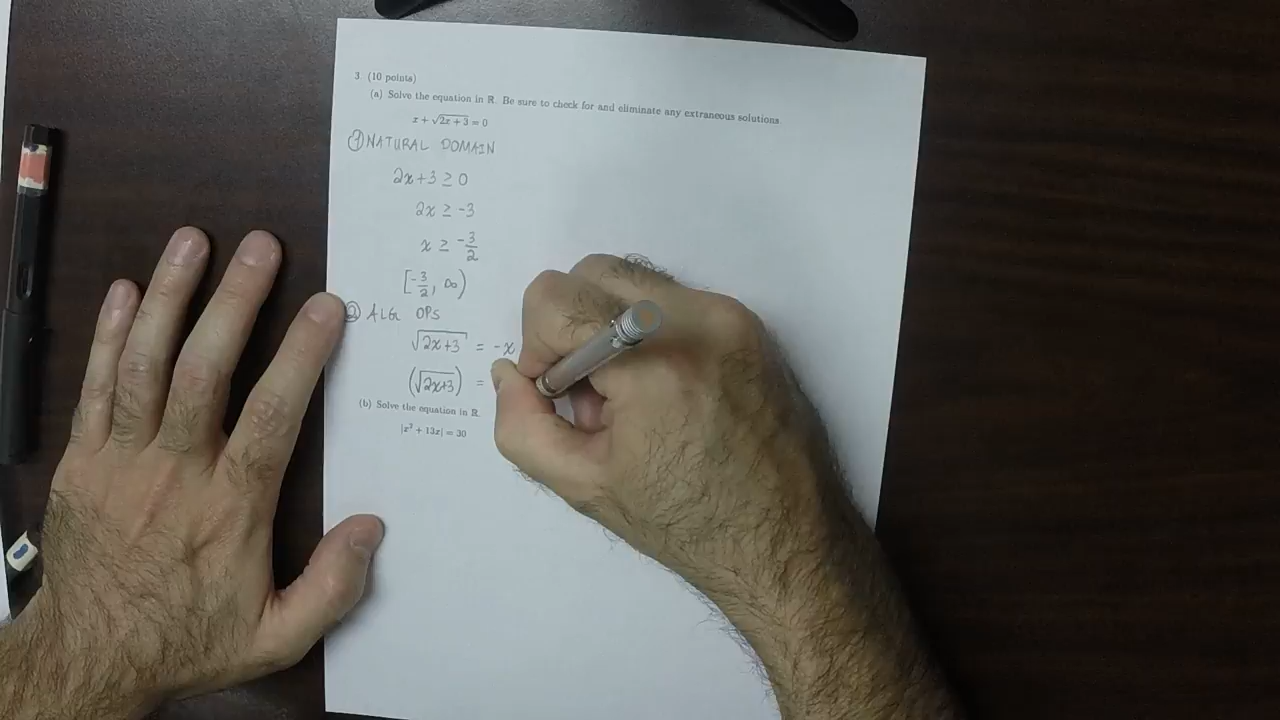 3. (10 points)
(a) Solve the equation in ℝ. Be sure to check for and eliminate any extraneous solutions.
x + √(2x + 3) = 0
① NATURAL DOMAIN
2x+3 ≥ 0
2x ≥ -3
x ≥ -3/2
[-3/2, ∞)
② ALG OPS
√(2x+3) = -x
(√(2x+3)) =
(b) Solve the equation in ℝ.
|x² + 13x| = 30